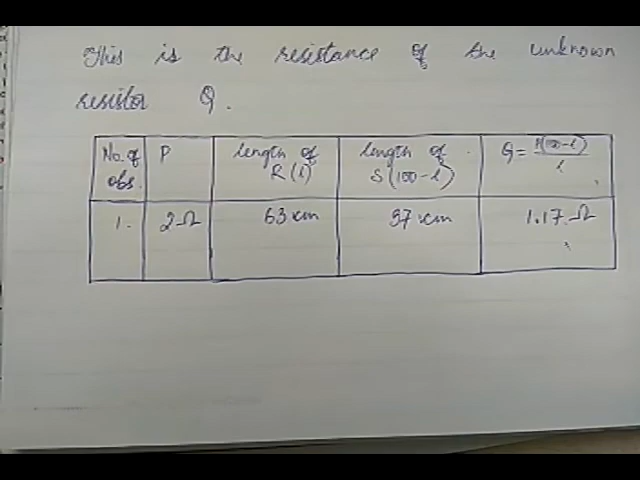 This is the resistance of the unknown
resistor Q.
No. of obs. P length of R(l) length of S(100-l) Q = P(100-l)/l
1. 2Ω 63 cm 37 cm 1.17 Ω